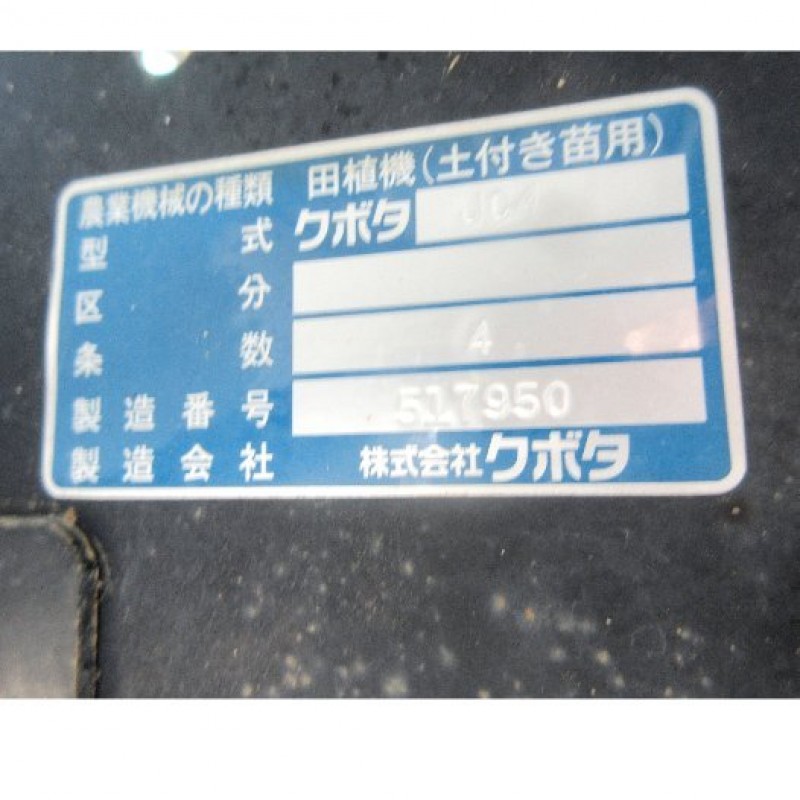 農業機械の種類 田植機(土付き苗用)
型式 クボタ
区分
条数 4
製造番号 517950
製造会社 株式会社クボタ